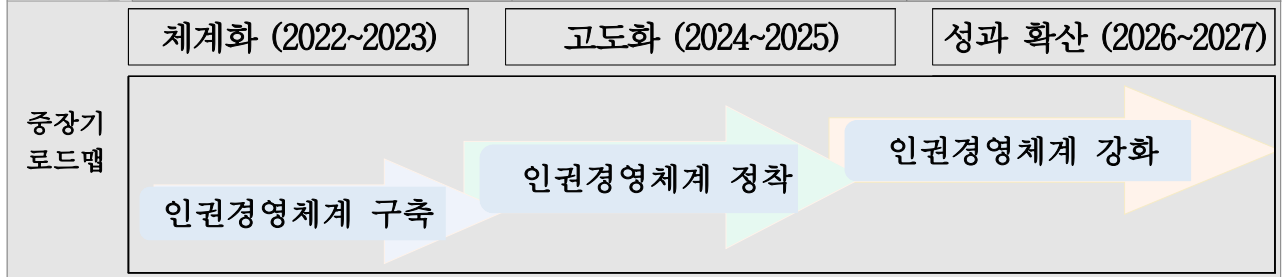 체계화 (2022~2023)
고도화 (2024~2025)
성과 확산 (2026~2027)
중장기
로드맵
인권경영체계 구축
인권경영체계 정착
인권경영체계 강화